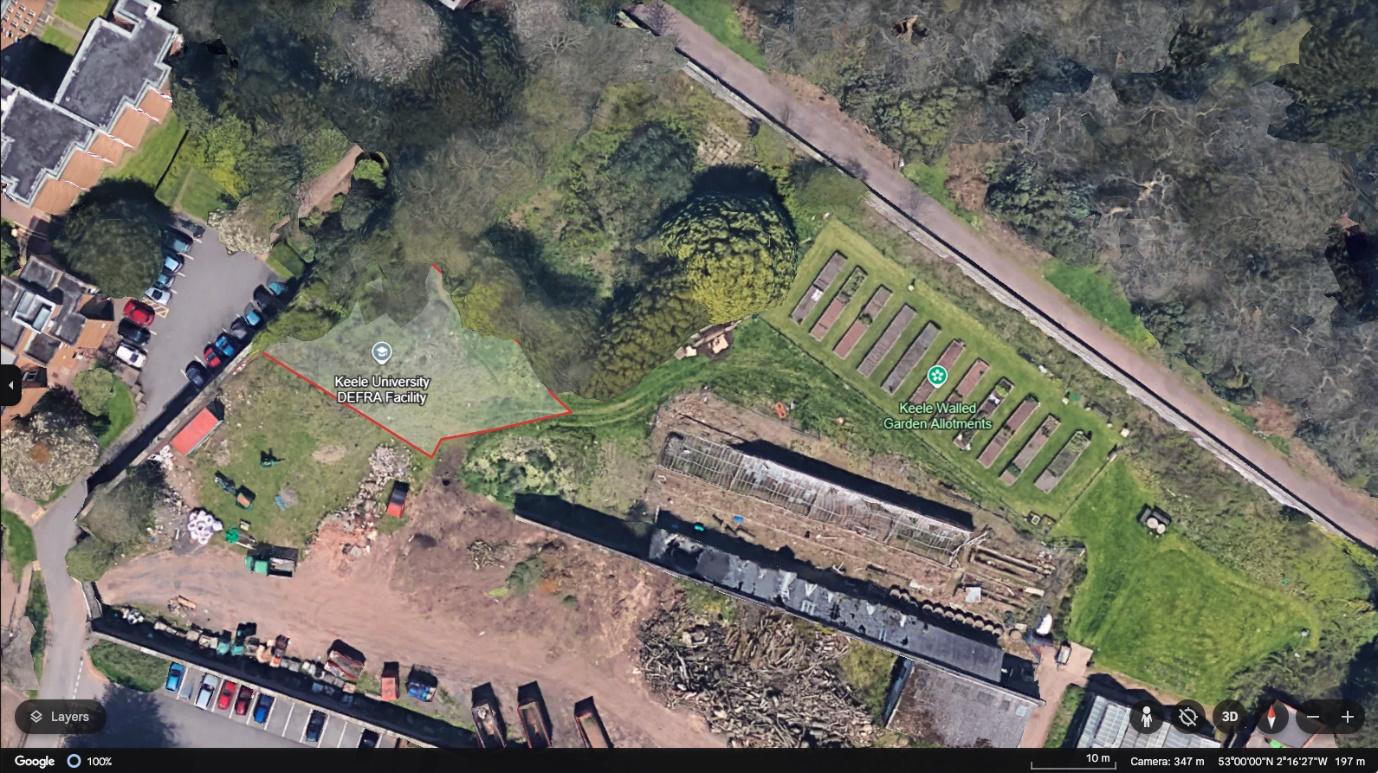 Keele University
DEFRA Facility
Keele Walled
Garden Allotments
Layers
3D
10 m
Google
100%
Camera: 347 m
53°00'00"N 2°16'27"W
197 m